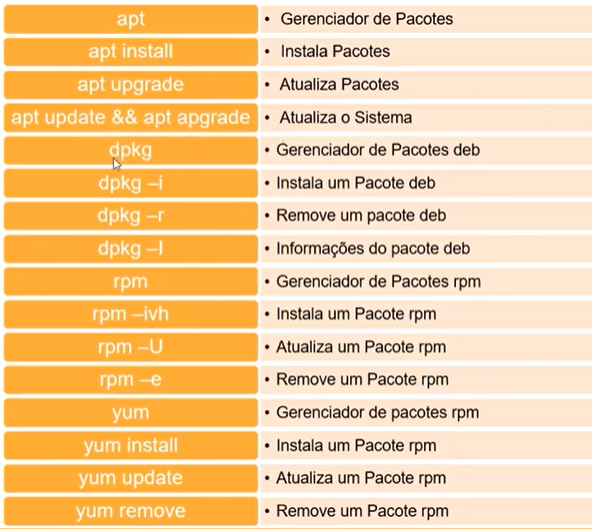 apt • Gerenciador de Pacotes
apt install • Instala Pacotes
apt upgrade • Atualiza Pacotes
apt update && apt apgrade • Atualiza o Sistema
dpkg • Gerenciador de Pacotes deb
dpkg –i • Instala um Pacote deb
dpkg –r • Remove um pacote deb
dpkg –I • Informações do pacote deb
rpm • Gerenciador de Pacotes rpm
rpm –ivh • Instala um Pacote rpm
rpm –U • Atualiza um Pacote rpm
rpm –e • Remove um Pacote rpm
yum • Gerenciador de pacotes rpm
yum install • Instala um Pacote rpm
yum update • Atualiza um Pacote rpm
yum remove • Remove um Pacote rpm